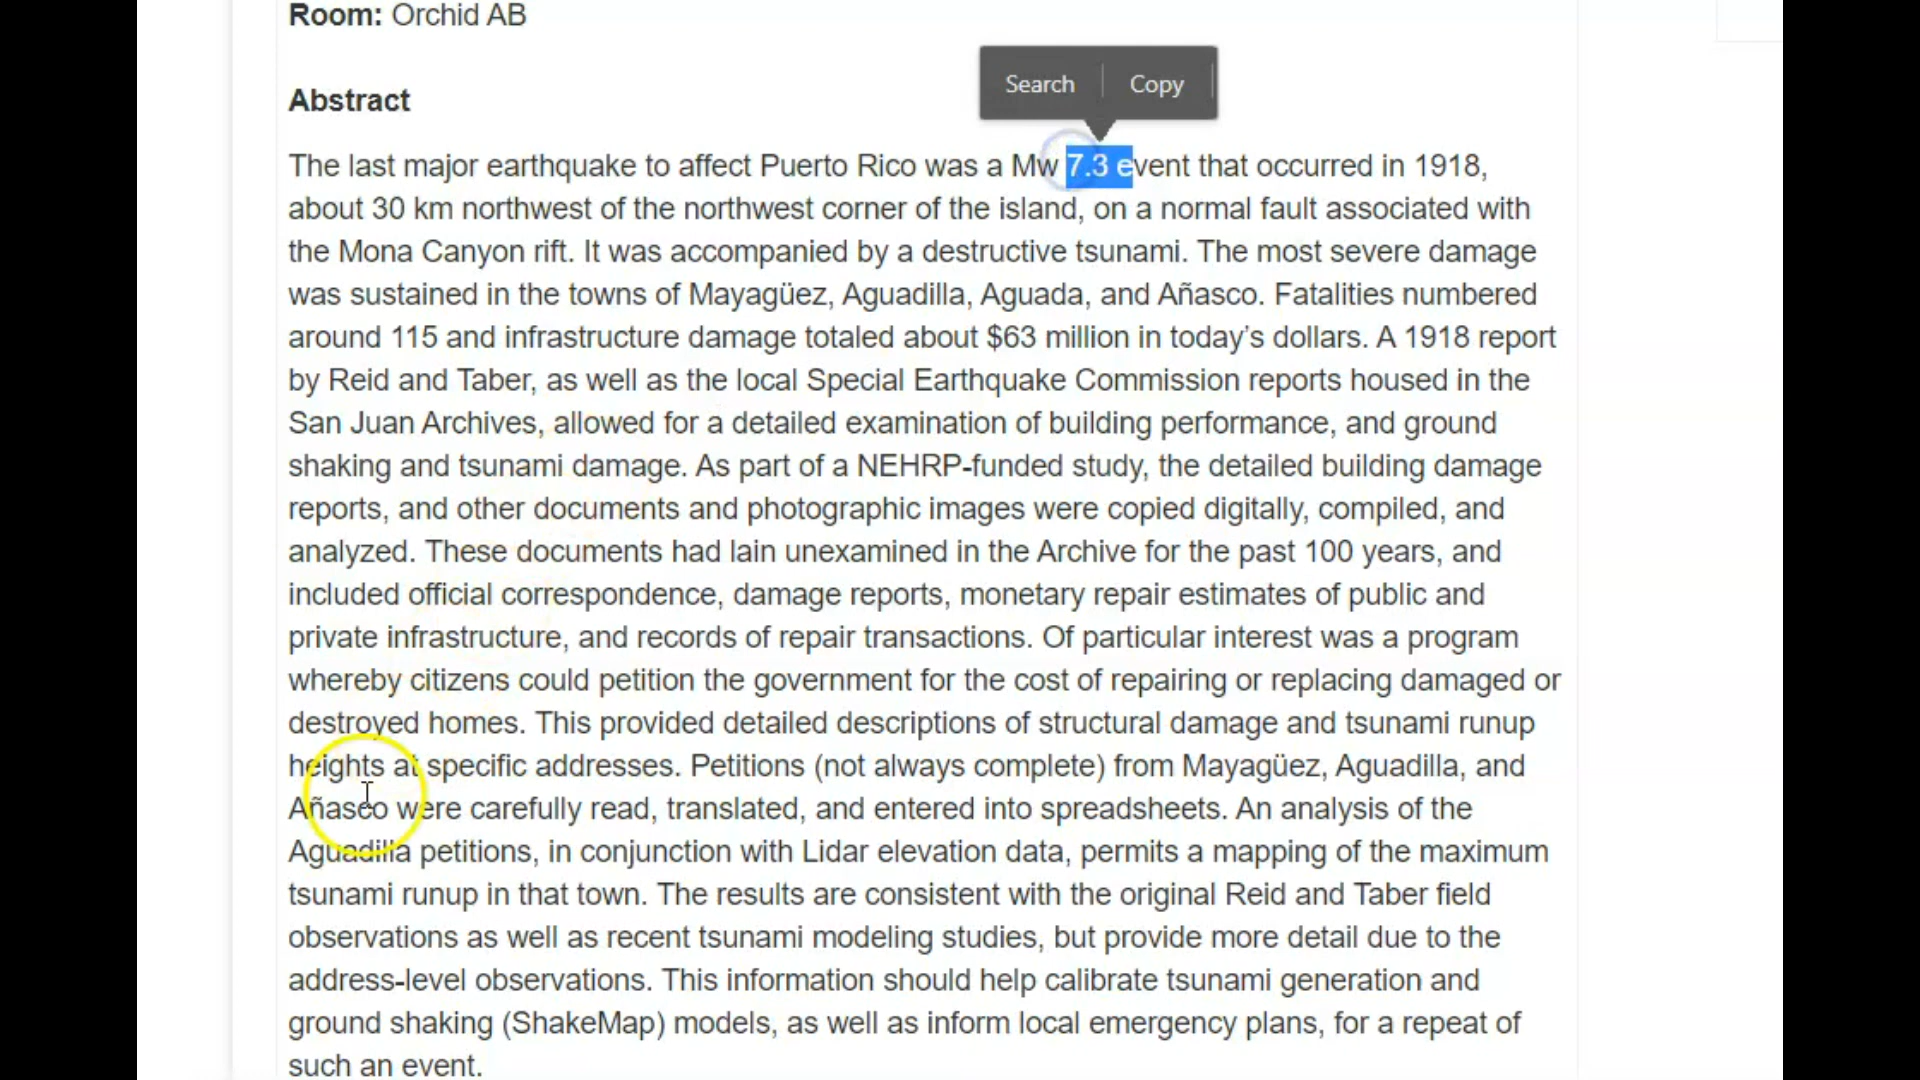 Room: Orchid AB
Search
Copy
Abstract
The last major earthquake to affect Puerto Rico was a Mw 7.3 event that occurred in 1918,
about 30 km northwest of the northwest corner of the island, on a normal fault associated with
the Mona Canyon rift. It was accompanied by a destructive tsunami. The most severe damage
was sustained in the towns of Mayagüez, Aguadilla, Aguada, and Añasco. Fatalities numbered
around 115 and infrastructure damage totaled about $63 million in today’s dollars. A 1918 report
by Reid and Taber, as well as the local Special Earthquake Commission reports housed in the
San Juan Archives, allowed for a detailed examination of building performance, and ground
shaking and tsunami damage. As part of a NEHRP-funded study, the detailed building damage
reports, and other documents and photographic images were copied digitally, compiled, and
analyzed. These documents had lain unexamined in the Archive for the past 100 years, and
included official correspondence, damage reports, monetary repair estimates of public and
private infrastructure, and records of repair transactions. Of particular interest was a program
whereby citizens could petition the government for the cost of repairing or replacing damaged or
destroyed homes. This provided detailed descriptions of structural damage and tsunami runup
heights at specific addresses. Petitions (not always complete) from Mayagüez, Aguadilla, and
Añasco were carefully read, translated, and entered into spreadsheets. An analysis of the
Aguadilla petitions, in conjunction with Lidar elevation data, permits a mapping of the maximum
tsunami runup in that town. The results are consistent with the original Reid and Taber field
observations as well as recent tsunami modeling studies, but provide more detail due to the
address-level observations. This information should help calibrate tsunami generation and
ground shaking (ShakeMap) models, as well as inform local emergency plans, for a repeat of
such an event.